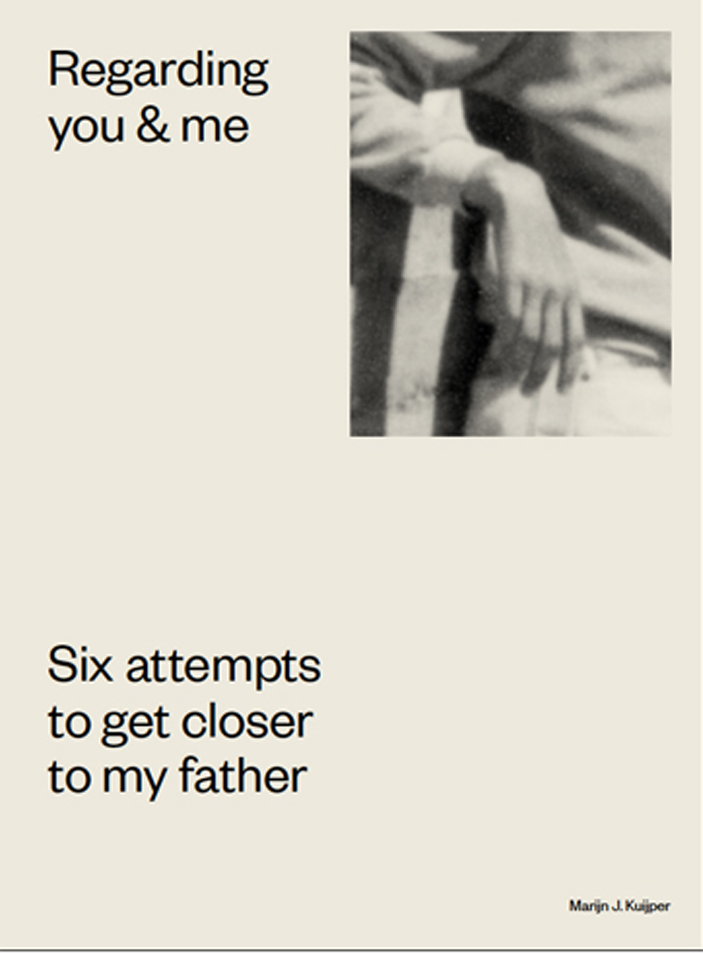 Regarding
you & me
Six attempts
to get closer
to my father
Marijn J. Kuijper